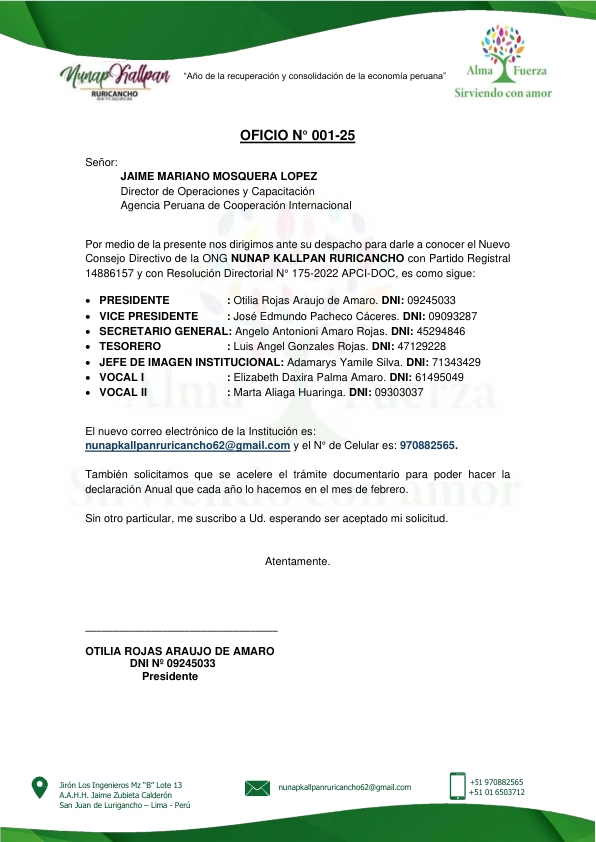 Nunap Kallpan
RURICANCHO
“Año de la recuperación y consolidación de la economía peruana”
Alma Fuerza
Sirviendo con amor
OFICIO N° 001-25
Señor:
JAIME MARIANO MOSQUERA LOPEZ
Director de Operaciones y Capacitación
Agencia Peruana de Cooperación Internacional
Por medio de la presente nos dirigimos ante su despacho para darle a conocer el Nuevo
Consejo Directivo de la ONG NUNAP KALLPAN RURICANCHO con Partido Registral
14886157 y con Resolución Directorial N° 175-2022 APCI-DOC, es como sigue:
• PRESIDENTE : Otilia Rojas Araujo de Amaro. DNI: 09245033
• VICE PRESIDENTE : José Edmundo Pacheco Cáceres. DNI: 09093287
• SECRETARIO GENERAL: Angelo Antonioni Amaro Rojas. DNI: 45294846
• TESORERO : Luis Angel Gonzales Rojas. DNI: 47129228
• JEFE DE IMAGEN INSTITUCIONAL: Adamarys Yamile Silva. DNI: 71343429
• VOCAL I : Elizabeth Daxira Palma Amaro. DNI: 61495049
• VOCAL II : Marta Aliaga Huaringa. DNI: 09303037
Alma Fuerza
El nuevo correo electrónico de la Institución es:
nunapkallpanruricancho62@gmail.com y el N° de Celular es: 970882565.
También solicitamos que se acelere el trámite documentario para poder hacer la
declaración Anual que cada año lo hacemos en el mes de febrero.
Sirviendo con amor
Sin otro particular, me suscribo a Ud. esperando ser aceptado mi solicitud.
Atentamente.
OTILIA ROJAS ARAUJO DE AMARO
DNI Nº 09245033
Presidente
Jirón Los Ingenieros Mz “B” Lote 13
A.A.H.H. Jaime Zubieta Calderón
San Juan de Lurigancho – Lima - Perú
nunapkallpanruricancho62@gmail.com
+51 970882565
+51 01 6503712